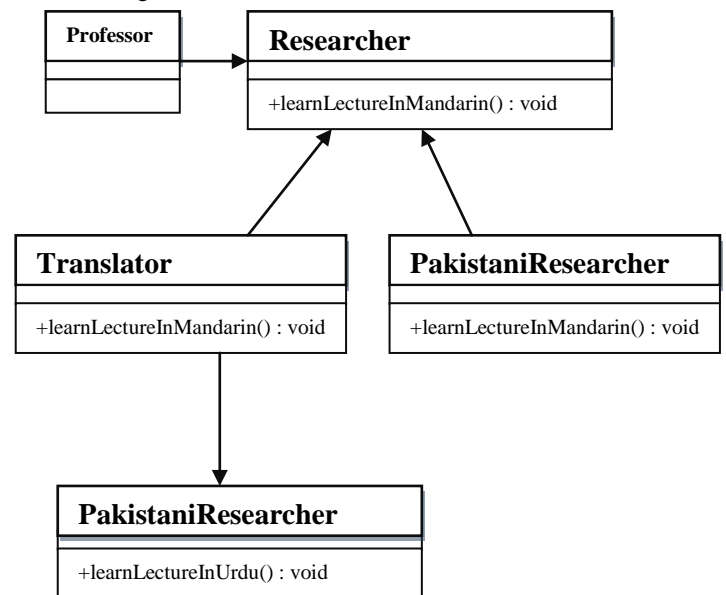 Professor
Researcher
+learnLectureInMandarin() : void
Translator
+learnLectureInMandarin() : void
PakistaniResearcher
+learnLectureInMandarin() : void
PakistaniResearcher
+learnLectureInUrdu() : void